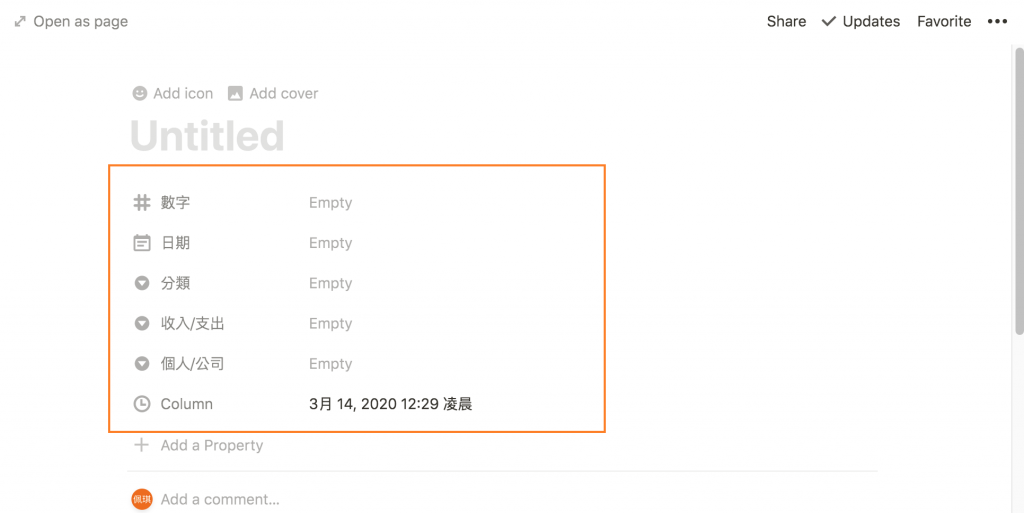 Open as page Share Updates Favorite
Add icon Add cover
Untitled
數字 Empty
日期 Empty
分類 Empty
收入/支出 Empty
個人/公司 Empty
Column 3月 14, 2020 12:29 凌晨
Add a Property
佩琪 Add a comment...